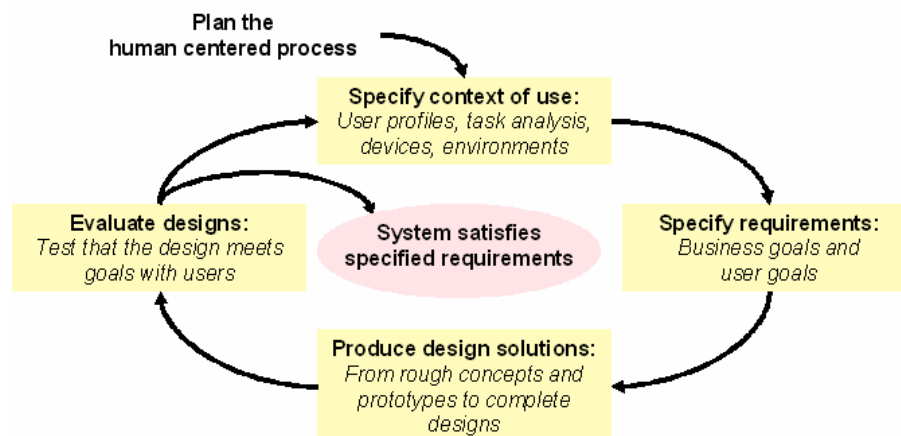 Plan the
human centered process
Specify context of use:
User profiles, task analysis,
devices, environments
Evaluate designs:
Test that the design meets
goals with users
System satisfies
specified requirements
Specify requirements:
Business goals and
user goals
Produce design solutions:
From rough concepts and
prototypes to complete
designs